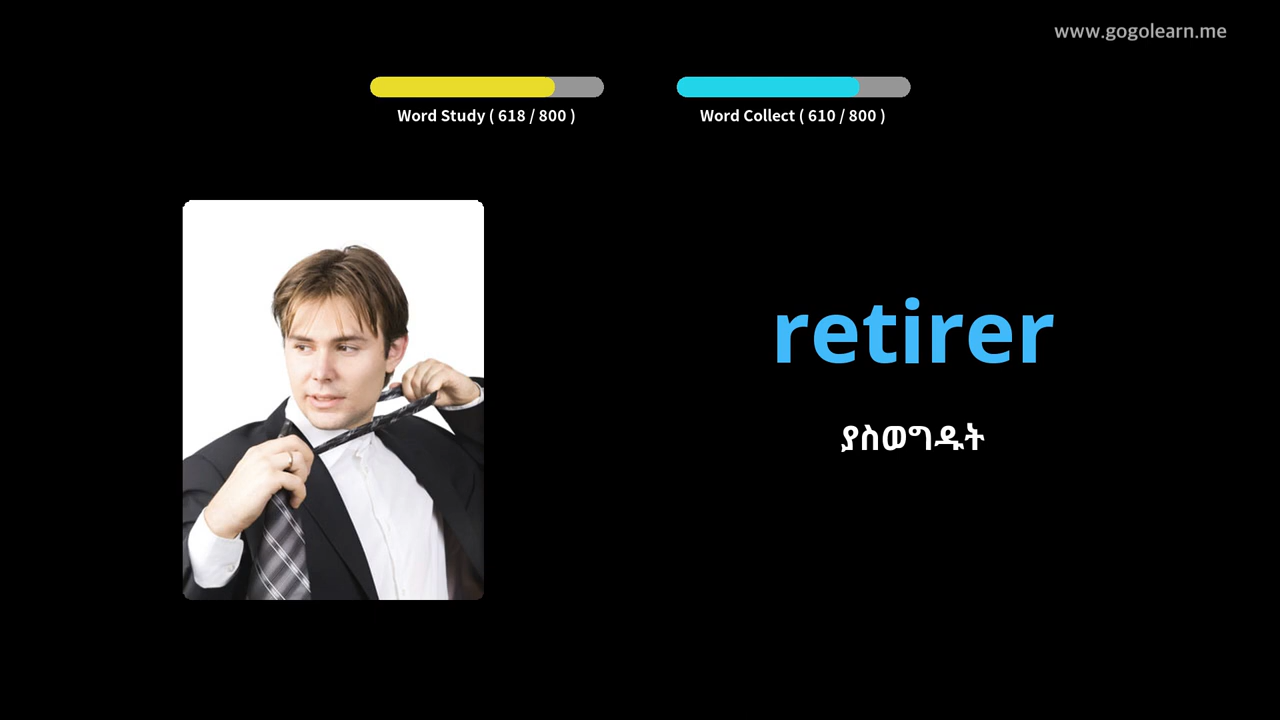 www.gogolearn.me
Word Study ( 618 / 800 )
Word Collect ( 610 / 800 )
retirer
ያስወግዱት